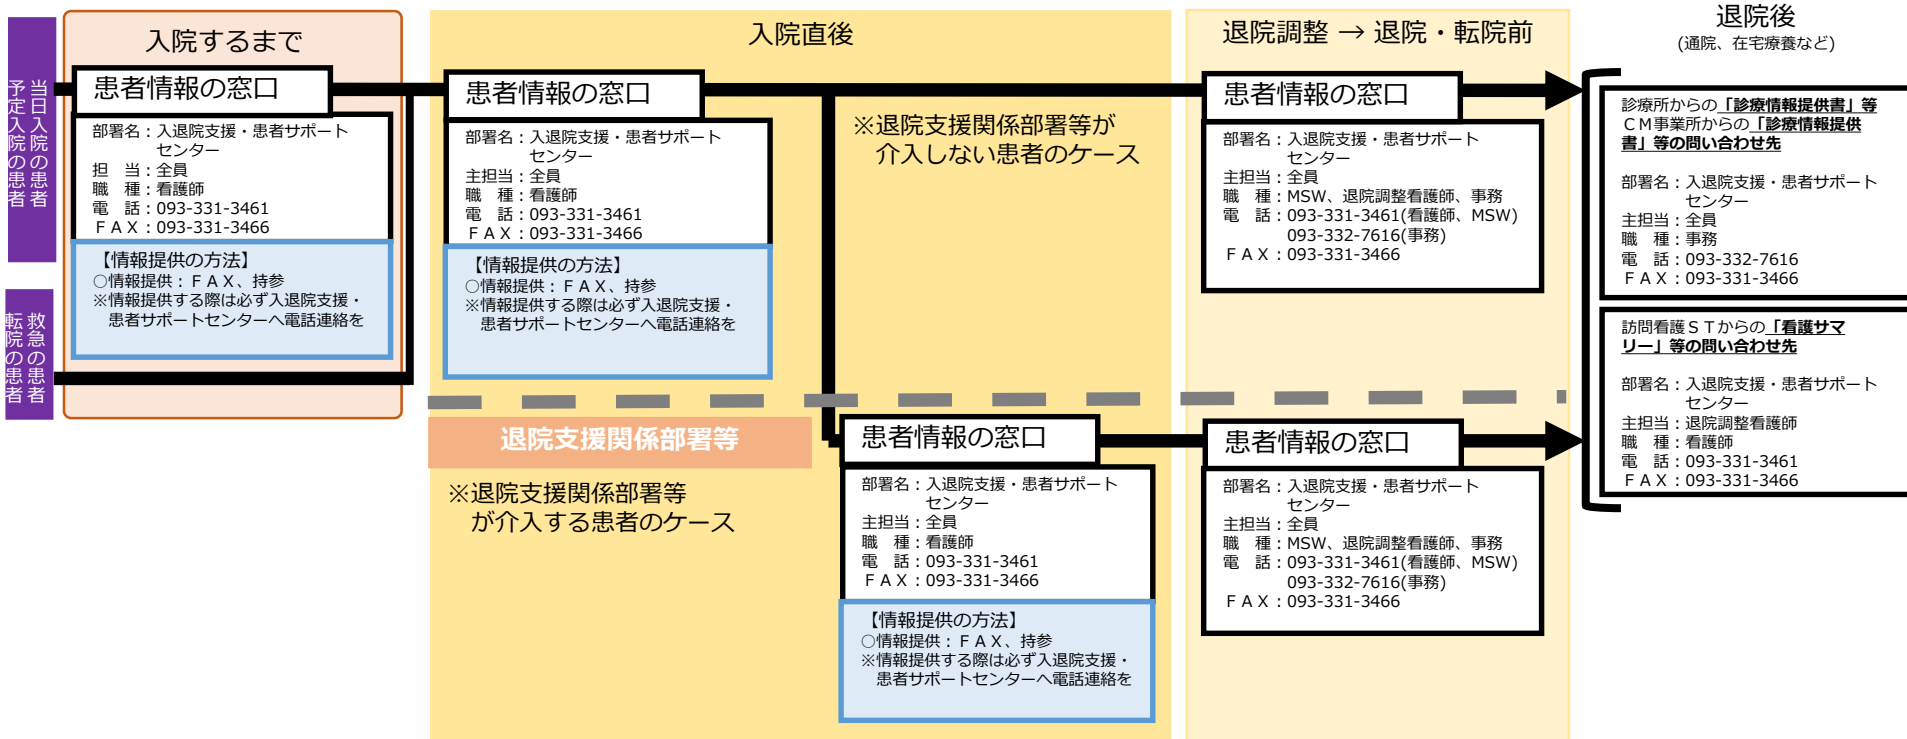 当日入院の患者
予定入院の患者
救急の患者
転院の患者
入院するまで
患者情報の窓口
部署名：入退院支援・患者サポート
センター
担　当：全員
職　種：看護師
電　話：093-331-3461
ＦＡＸ：093-331-3466
【情報提供の方法】
○情報提供：ＦＡＸ、持参
※情報提供する際は必ず入退院支援・
患者サポートセンターへ電話連絡を
入院直後
患者情報の窓口
部署名：入退院支援・患者サポート
センター
主担当：全員
職　種：看護師
電　話：093-331-3461
ＦＡＸ：093-331-3466
【情報提供の方法】
○情報提供：ＦＡＸ、持参
※情報提供する際は必ず入退院支援・
患者サポートセンターへ電話連絡を
※退院支援関係部署等が
介入しない患者のケース
退院支援関係部署等
※退院支援関係部署等
が介入する患者のケース
患者情報の窓口
部署名：入退院支援・患者サポート
センター
主担当：全員
職　種：看護師
電　話：093-331-3461
ＦＡＸ：093-331-3466
【情報提供の方法】
○情報提供：ＦＡＸ、持参
※情報提供する際は必ず入退院支援・
患者サポートセンターへ電話連絡を
退院調整 → 退院・転院前
患者情報の窓口
部署名：入退院支援・患者サポート
センター
主担当：全員
職　種：MSW、退院調整看護師、事務
電　話：093-331-3461(看護師、MSW)
093-332-7616(事務)
ＦＡＸ：093-331-3466
患者情報の窓口
部署名：入退院支援・患者サポート
センター
主担当：全員
職　種：MSW、退院調整看護師、事務
電　話：093-331-3461(看護師、MSW)
093-332-7616(事務)
ＦＡＸ：093-331-3466
退院後
(通院、在宅療養など)
診療所からの「診療情報提供書」等
ＣＭ事業所からの「診療情報提供
書」等の問い合わせ先
部署名：入退院支援・患者サポート
センター
主担当：全員
職　種：事務
電　話：093-332-7616
ＦＡＸ：093-331-3466
訪問看護ＳＴからの「看護サマ
リー」等の問い合わせ先
部署名：入退院支援・患者サポート
センター
主担当：退院調整看護師
職　種：看護師
電　話：093-331-3461
ＦＡＸ：093-331-3466